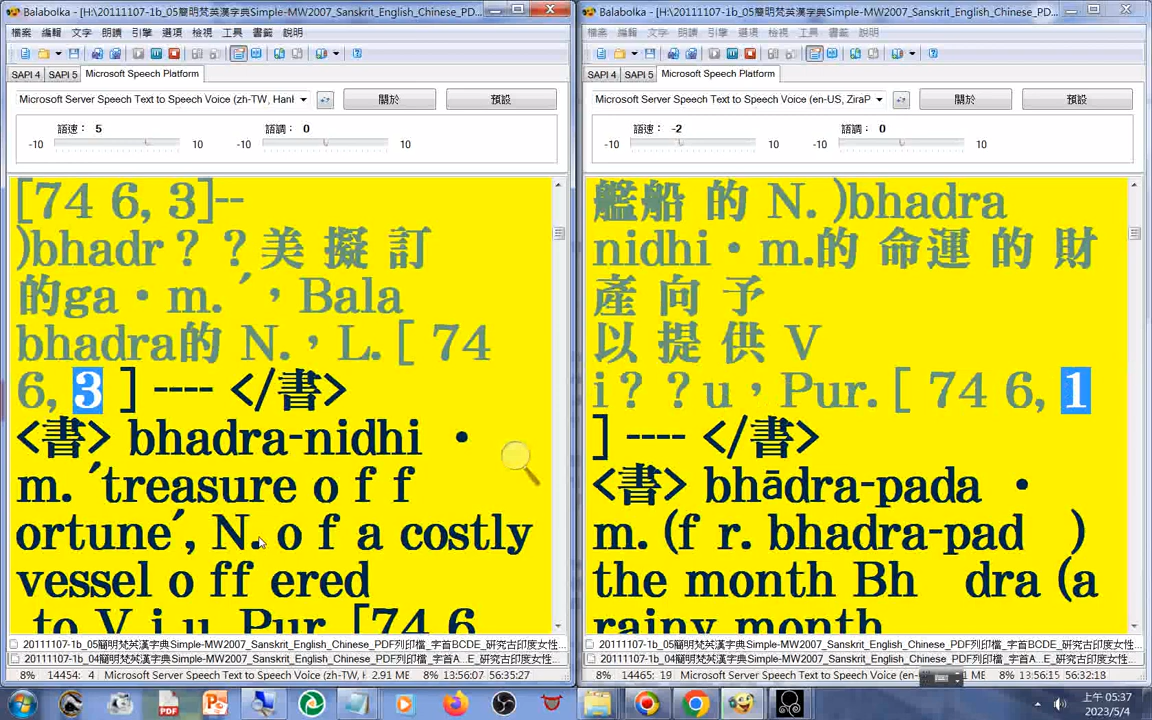 Balabolka - [H:\20111107-1b_05簡明梵英漢字典Simple-MW2007_Sanskrit_English_Chinese_PD...
檔案 編輯 文字 朗讀 引擎 選項 檢視 工具 書籤 說明
SAPI 4 SAPI 5 Microsoft Speech Platform
Microsoft Server Speech Text to Speech Voice (zh-TW, HanI
關於 預設
語速： 5 語調： 0
-10 10 -10 10
[74 6, 3]--
)bhadr？？美 擬 訂
的ga・m.´，Bala
bhadra的 N.，L. [ 74
6, 3 ] ---- </書>
<書> bhadra-nidhi ・
m. ´treasure o f f
ortune´, N. o f a costly
vessel o ff ered
to V i u, Pur. [74 6
20111107-1b_05簡明梵英漢字典Simple-MW2007_Sanskrit_English_Chinese_PDF列印檔_字首BCDE_研究古印度女性...
20111107-1b_04簡明梵英漢字典Simple-MW2007_Sanskrit_English_Chinese_PDF列印檔_字首A...E_研究古印度女性...
8% 14454: 4 Microsoft Server Speech Text to Speech Voice (zh-TW, H 2.91 MB 8% 13:56:07 56:35:27
Balabolka - [H:\20111107-1b_05簡明梵英漢字典Simple-MW2007_Sanskrit_English_Chinese_PD...
檔案 編輯 文字 朗讀 引擎 選項 檢視 工具 書籤 說明
SAPI 4 SAPI 5 Microsoft Speech Platform
Microsoft Server Speech Text to Speech Voice (en-US, ZiraP
關於 預設
語速： -2 語調： 0
-10 10 -10 10
艦船 的 N. )bhadra
nidhi・m.的 命運 的 財
產 向 予
以 提 供 V
i？？u，Pur. [ 74 6, 1
] ---- </書>
<書> bhādra-pada ・
m. (f r. bhadra-pad )
the month Bh dra (a
rainy month
20111107-1b_05簡明梵英漢字典Simple-MW2007_Sanskrit_English_Chinese_PDF列印檔_字首BCDE_研究古印度女性...
20111107-1b_04簡明梵英漢字典Simple-MW2007_Sanskrit_English_Chinese_PDF列印檔_字首A...E_研究古印度女性...
8% 14465: 19 Microsoft Server Speech Text to Speech Voice 1 MB 8% 13:56:15 56:32:18
上午 05:37
2023/5/4